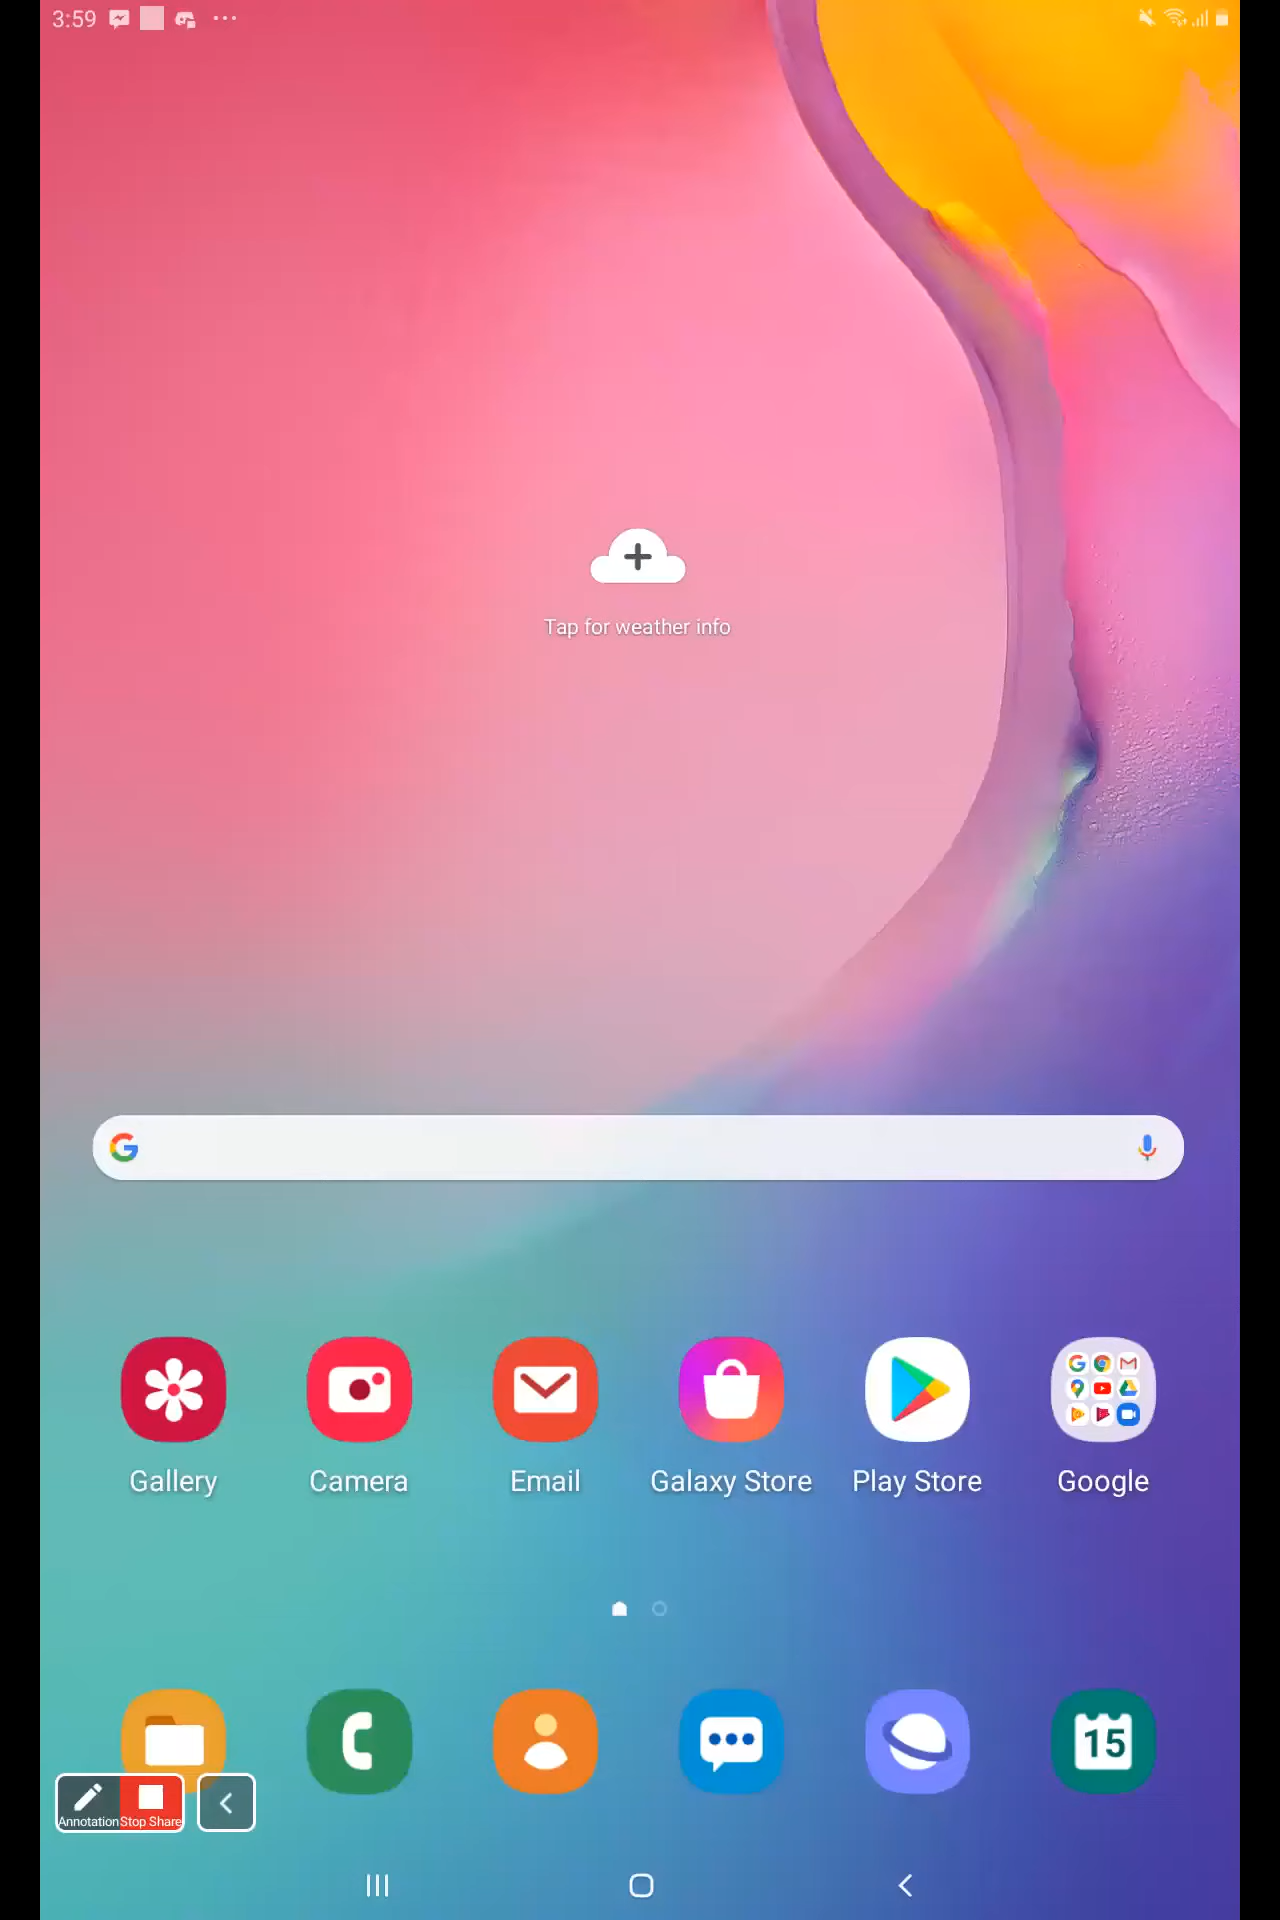 3:59
Tap for weather info
Gallery
Camera
Email
Galaxy Store
Play Store
Google
15
Annotation
Stop Share